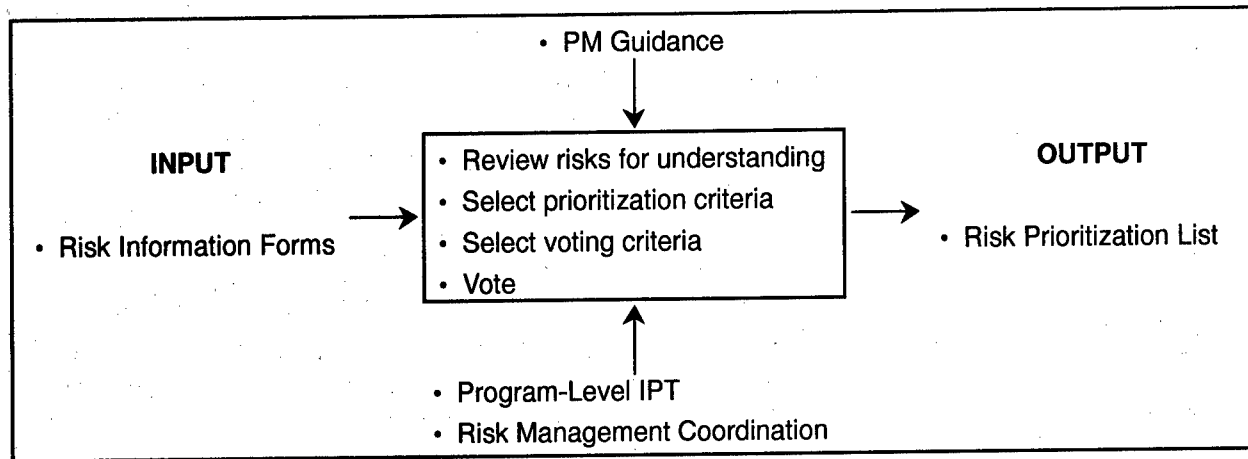 • PM Guidance
INPUT
• Risk Information Forms
• Review risks for understanding
• Select prioritization criteria
• Select voting criteria
• Vote
OUTPUT
• Risk Prioritization List
• Program-Level IPT
• Risk Management Coordination